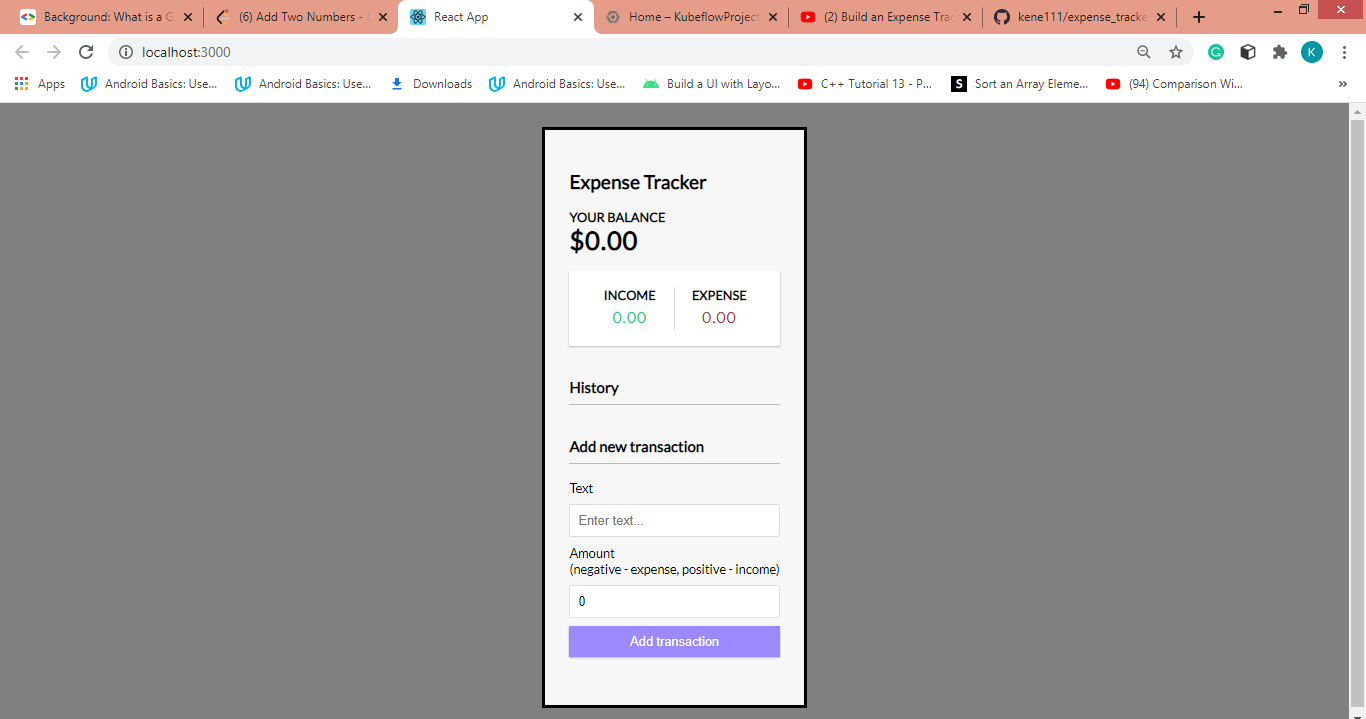 Background: What is a G
(6) Add Two Numbers -
React App
Home – KubeflowProject
(2) Build an Expense Trac
kene111/expense_tracke
localhost:3000
K
Apps
Android Basics: Use...
Android Basics: Use...
Downloads
Android Basics: Use...
Build a UI with Layo...
C++ Tutorial 13 - P...
S
Sort an Array Eleme...
(94) Comparison Wi...
»
Expense Tracker
YOUR BALANCE
$0.00
INCOME EXPENSE
0.00 0.00
History
Add new transaction
Text
Enter text...
Amount
(negative - expense, positive - income)
0
Add transaction